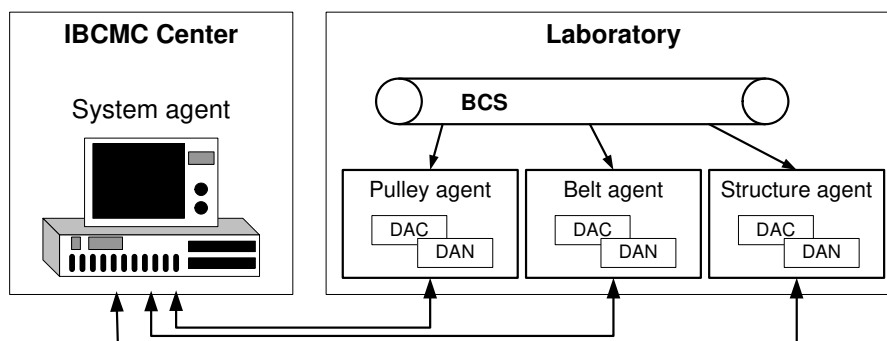 IBCMC Center
System agent
Laboratory
BCS
Pulley agent
DAC
DAN
Belt agent
DAC
DAN
Structure agent
DAC
DAN